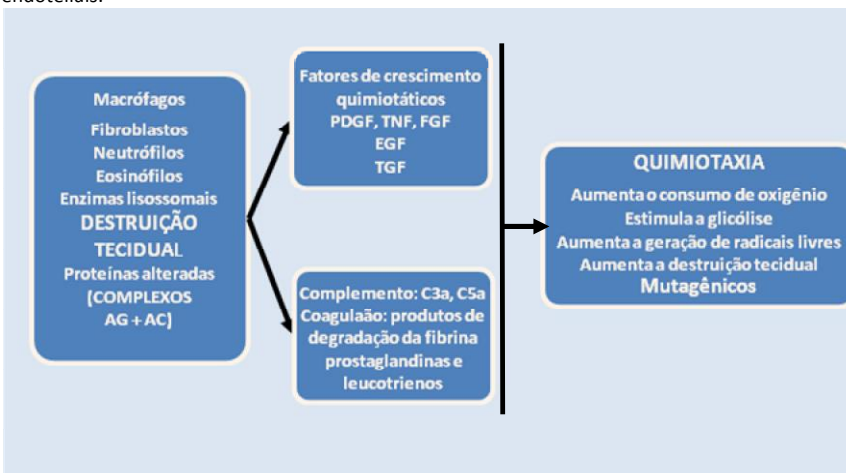 endoteliais.
Macrófagos
Fibroblastos
Neutrófilos
Eosinófilos
Enzimas lisossomais
DESTRUIÇÃO
TECIDUAL
Proteínas alteradas
[COMPLEXOS
AG + AC]
Fatores de crescimento
quimiotáticos
PDGF, TNF, FGF
EGF
TGF
Complemento: C3a, C5a
Coagulaão: produtos de
degradação da fibrina
prostaglandinas e
leucotrienos
QUIMIOTAXIA
Aumenta o consumo de oxigênio
Estimula a glicólise
Aumenta a geração de radicais livres
Aumenta a destruição tecidual
Mutagênicos